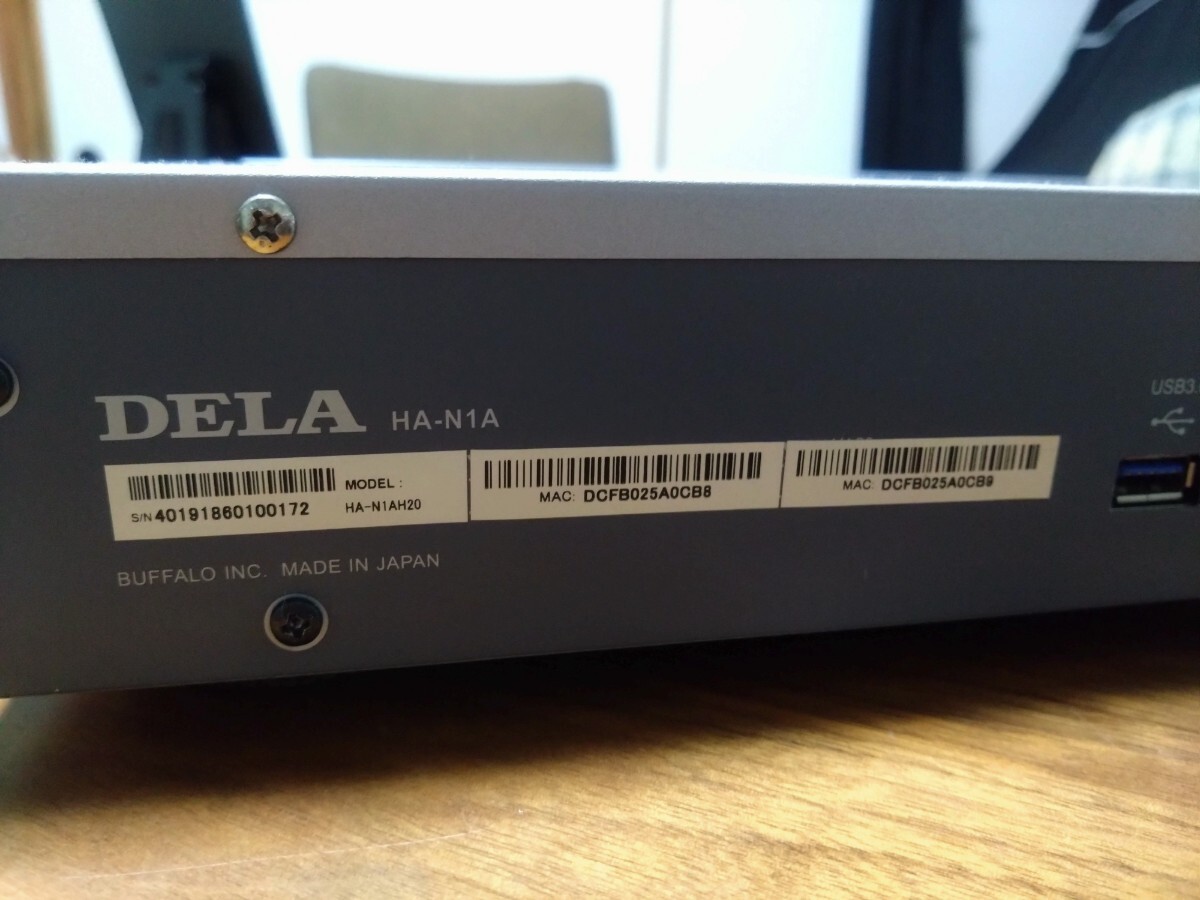 DELA HA-N1A
MODEL :
S/N 40191860100172 HA-N1AH20
MAC: DCFB025A0CB8
MAC: DCFB025A0CB9
BUFFALO INC. MADE IN JAPAN
USB3.